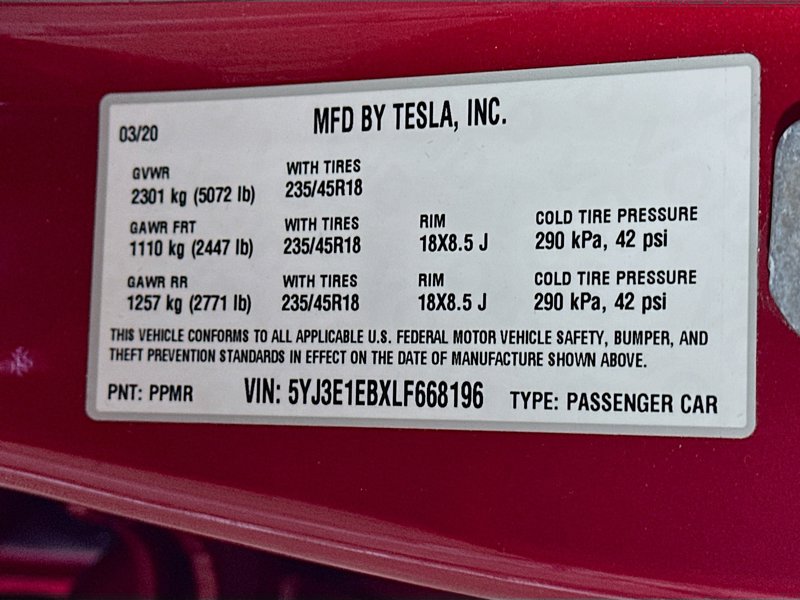 MFD BY TESLA, INC.
03/20
GVWR WITH TIRES
2301 kg (5072 lb) 235/45R18
GAWR FRT WITH TIRES RIM COLD TIRE PRESSURE
1110 kg (2447 lb) 235/45R18 18X8.5 J 290 kPa, 42 psi
GAWR RR WITH TIRES RIM COLD TIRE PRESSURE
1257 kg (2771 lb) 235/45R18 18X8.5 J 290 kPa, 42 psi
THIS VEHICLE CONFORMS TO ALL APPLICABLE U.S. FEDERAL MOTOR VEHICLE SAFETY, BUMPER, AND
THEFT PREVENTION STANDARDS IN EFFECT ON THE DATE OF MANUFACTURE SHOWN ABOVE.
PNT: PPMR VIN: 5YJ3E1EBXLF668196 TYPE: PASSENGER CAR